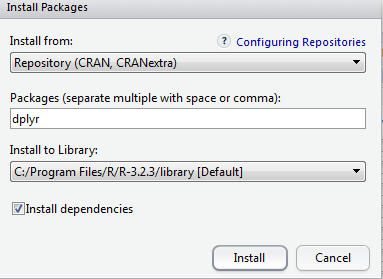 Install Packages
Install from:
? Configuring Repositories
Repository (CRAN, CRANextra)
Packages (separate multiple with space or comma):
dplyr
Install to Library:
C:/Program Files/R/R-3.2.3/library [Default]
Install dependencies
Install
Cancel